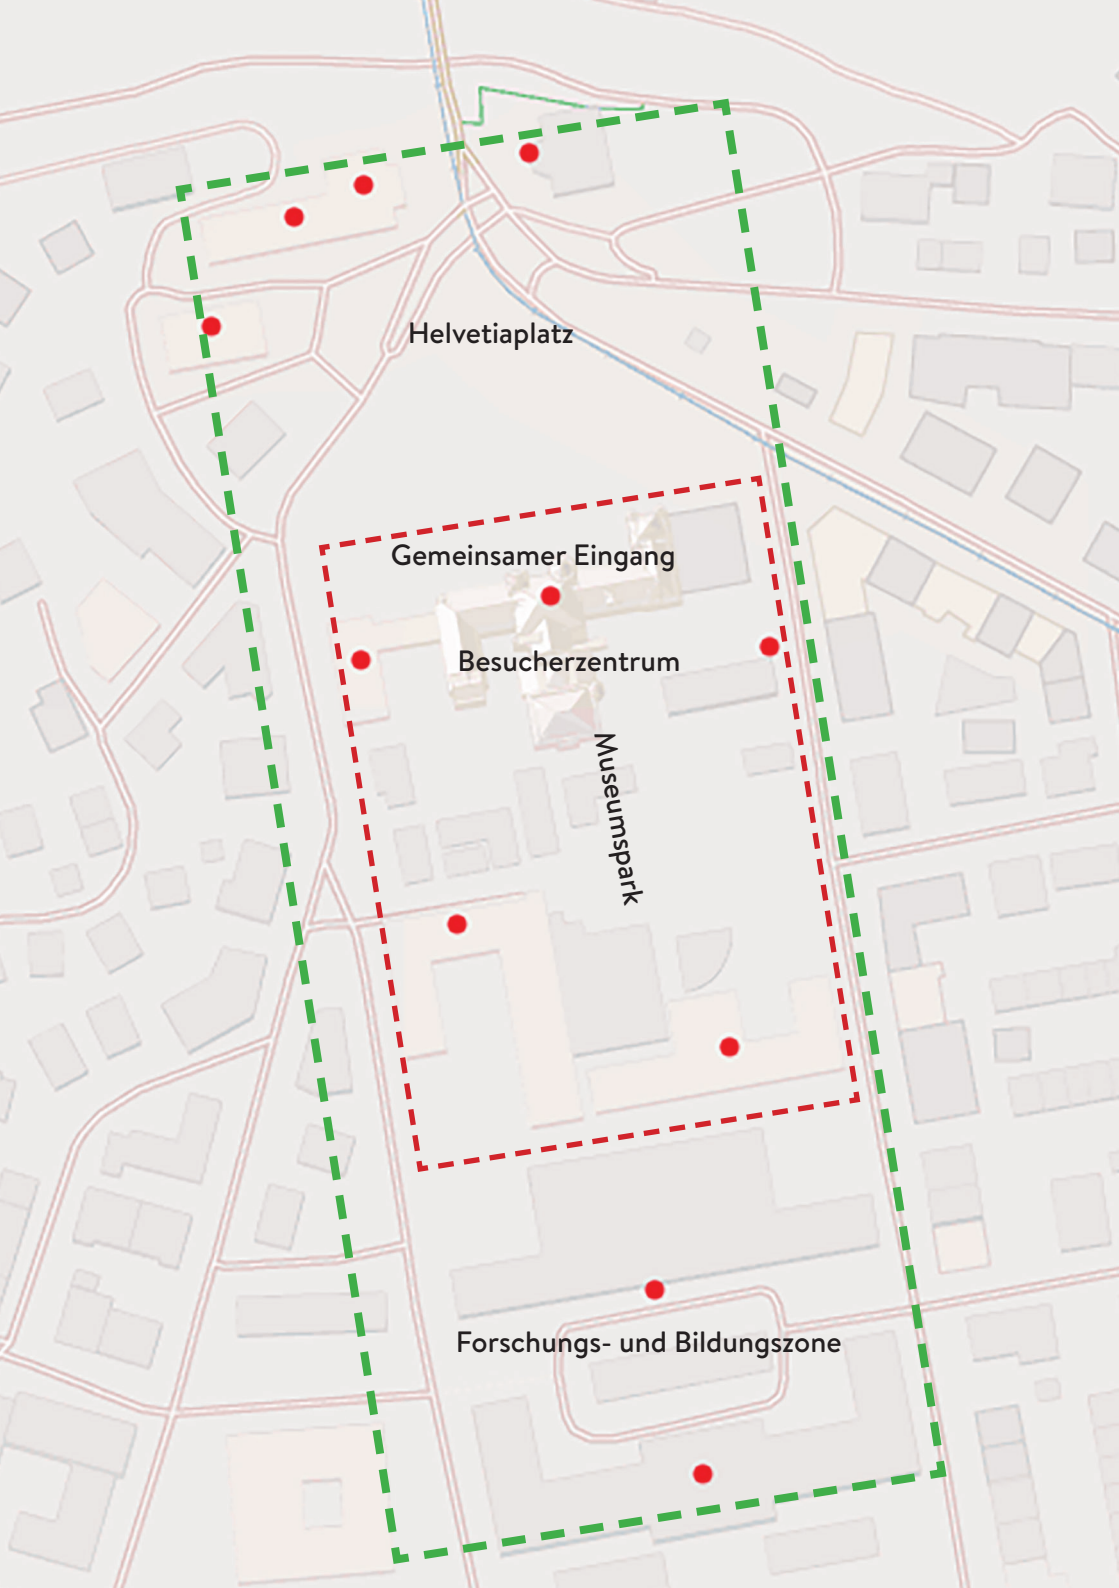 Helvetiaplatz
Gemeinsamer Eingang
Besucherzentrum
Museumspark
Forschungs- und Bildungszone